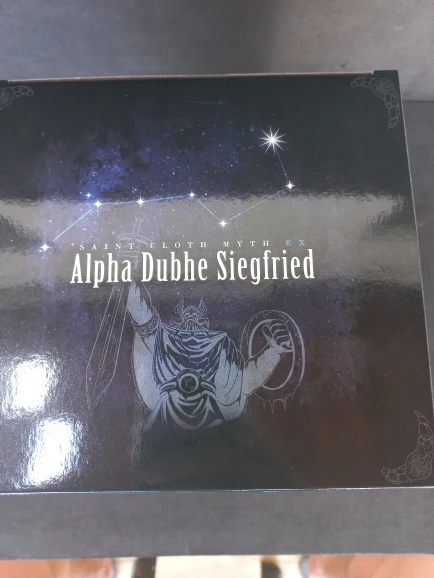 SAINT CLOTH MYTH EX
Alpha Dubhe Siegfried